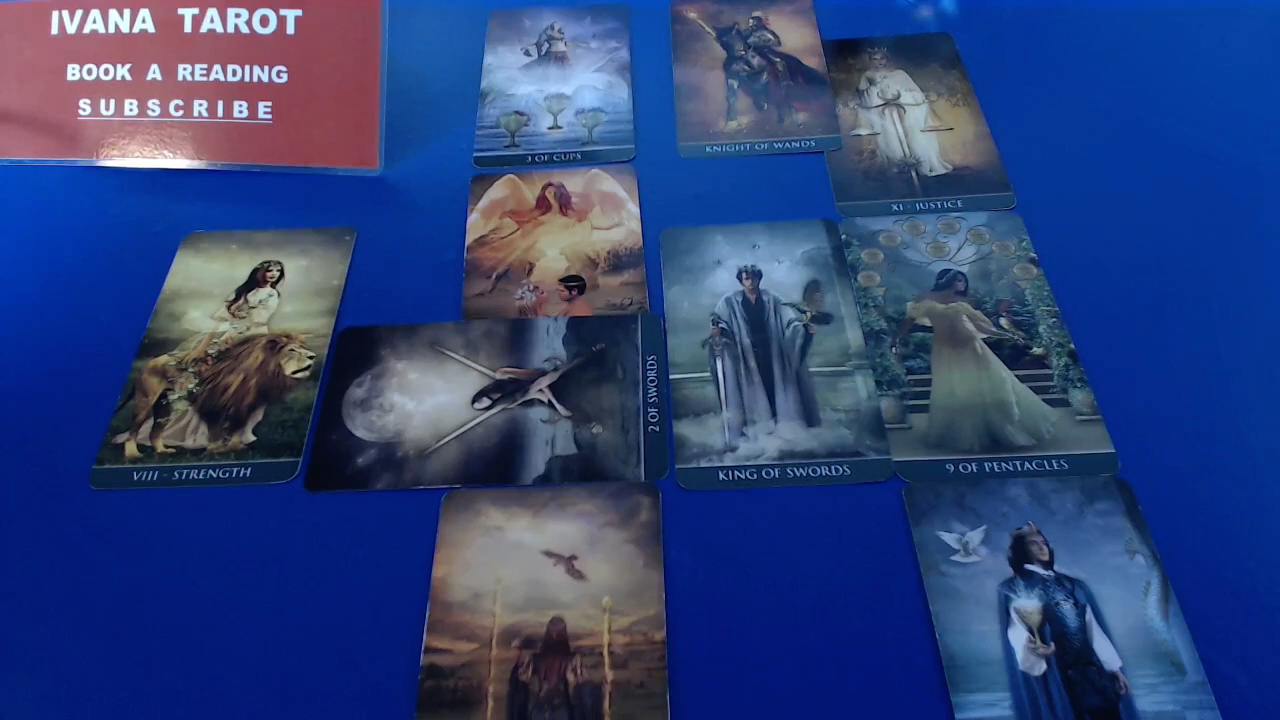 IVANA TAROT
BOOK A READING
SUBSCRIBE
3 OF CUPS
KNIGHT OF WANDS
XI - JUSTICE
VIII - STRENGTH
2 OF SWORDS
KING OF SWORDS
9 OF PENTACLES